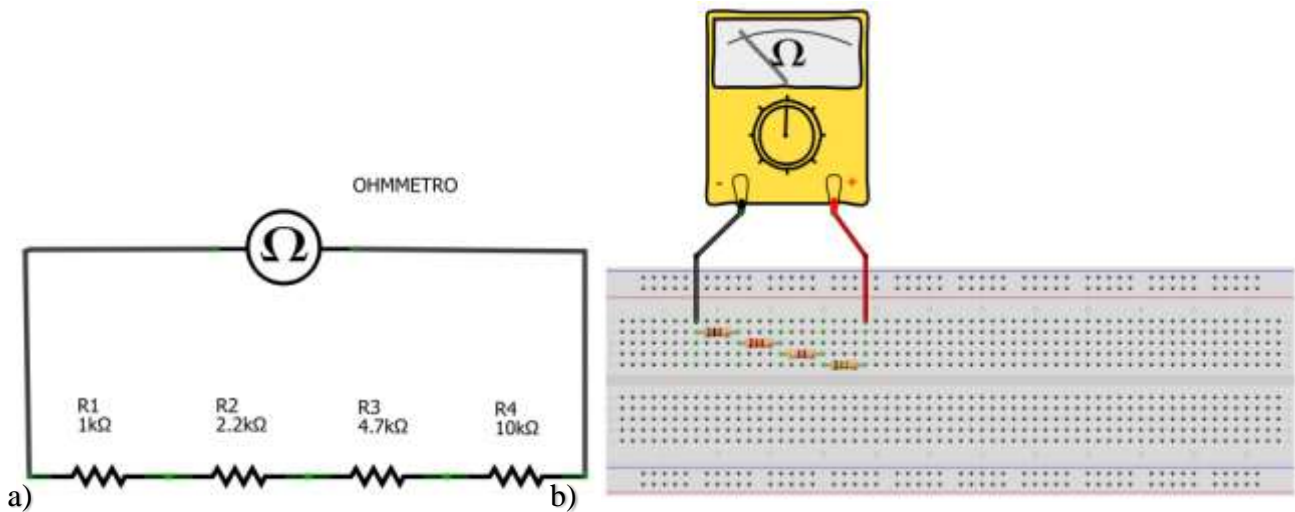 OHMMETRO
Ω
Ω
- +
R1
1kΩ
R2
2.2kΩ
R3
4.7kΩ
R4
10kΩ
a)
b)